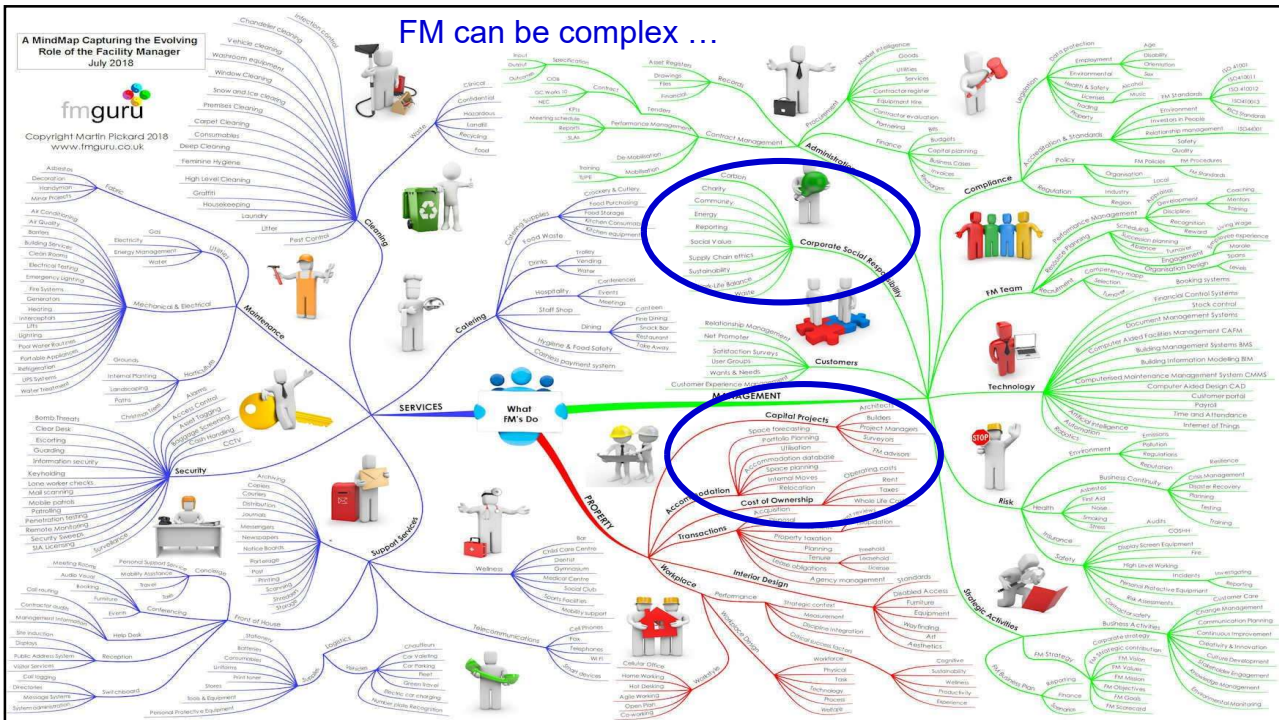 FM can be complex …
A MindMap Capturing the Evolving
Role of the Facility Manager
July 2018
fmguru
Copyright Martin Pickard 2018
www.fmguru.co.uk
What
FM's Do
SERVICES
MANAGEMENT
PROPERTY
Cleaning
Infection Control
Chandelier cleaning
Vehicle cleaning
Washroom equipment
Window Cleaning
Snow and Ice clearing
Premises Cleaning
Carpet Cleaning
Consumables
Deep Cleaning
Feminine Hygiene
High Level Cleaning
Graffiti
Housekeeping
Laundry
Litter
Pest Control
Waste
Clinical
Confidential
Hazardous
Landfill
Recycling
Food
Maintenance
Fabric
Asbestos
Decoration
Handyman
Minor Projects
Utility
Gas
Electricity
Energy Management
Water
Mechanical & Electrical
Air Conditioning
Air Quality
Barriers
Building Services
Clean Rooms
Electrical Testing
Emergency Lighting
Fire Systems
Generators
Heating
Interceptors
Lifts
Lighting
Pool Water Routines
Portable Appliances
Refrigeration
UPS Systems
Water Treatment
Horticulture
Grounds
Internal Planting
Landscaping
Paths
Christmas Trees
Catering
Catering Supplies
Crockery & Cutlery
Food Purchasing
Food Storage
Kitchen Consumables
Kitchen equipment
Food Waste
Drinks
Trolley
Vending
Water
Hospitality
Conferences
Events
Meetings
Staff Shop
Dining
Canteen
Fine Dining
Snack Bar
Restaurant
Take Away
Hygiene & Food Safety
Cashless payment system
Security
Alarms
Access Control
Asset Tagging
Cash Handling
CCTV
Bomb Threats
Clear Desk
Escorting
Guarding
Information security
Keyholding
Lone worker checks
Mail scanning
Mobile patrols
Patrolling
Penetration testing
Remote Monitoring
Security Sweeps
SIA Licensing
Surveillance
Support Services
Archiving
Copiers
Couriers
Distribution
Journals
Messengers
Newspapers
Notice Boards
Porterage
Post
Printing
Scanning
Shredding
Storage
Wellness
Bar
Child Care Centre
Dentist
Gymnasium
Medical Centre
Social Club
Sports Facilities
Mobility support
Telecommunications
Cell Phones
Fax
Telephones
Wi Fi
Smart devices
Front of House
Concierge
Personal Support Services
Mobility Assistance
Travel
Taxis
Conferencing
Meeting Rooms
Audio Visual
Booking
Furniture
Events
Help Desk
Call routing
Contractor audits
Management Information
Reception
Site Induction
Displays
Public Address System
Visitor Services
Switchboard
Call logging
Directories
Message Systems
System administration
Logistics
Stationery
Batteries
Consumables
Uniforms
Print toner
Stores
Tools & Equipment
Personal Protective Equipment
Vehicles
Chauffeurs
Car Valeting
Car Parking
Fleet
Green travel
Electric car charging
Number plate Recognition
Administration
Contract Management
Specification
Input
Output
Outcome
Contract
CIOB
GC Works 10
NEC
Tenders
Performance Management
KPIs
Meeting schedule
Reports
SLAs
De-Mobilisation
Mobilisation
Training
TUPE
Records
Asset Registers
Drawings
Files
Financial
Procurement
Market Intelligence
Goods
Utilities
Services
Contractor register
Equipment Hire
Contractor evaluation
Partnering
Finance
Budgets
Capital planning
Business Cases
Invoices
Recharges
Corporate Social Responsibility
Carbon
Charity
Community
Energy
Reporting
Social Value
Supply Chain ethics
Sustainability
Work-Life Balance
Waste
Customers
Relationship Management
Net Promoter
Satisfaction Surveys
User Groups
Wants & Needs
Customer Experience Management
Compliance
Legislation
Data protection
Employment
Age
Disability
Orientation
Sex
Environmental
Health & Safety
Licenses
Alcohol
Music
Trading
Property
Accreditation & Standards
FM Standards
ISO 41001
ISO41011
ISO 41012
ISO41013
RICS Standards
Environment
Investors in People
Relationship management
ISO44001
Safety
Quality
Policy
FM Policies
FM Procedures
FM Standards
Regulation
Organisation
Local
Industry
Region
FM Team
Performance Management
Appraisal
Development
Coaching
Mentors
Training
Discipline
Recognition
Reward
Living wage
Resource Planning
Scheduling
Succession planning
Absence
Turnover
Engagement
Employee experience
Morale
Recruitment
Competency maps
Selection
Turnover
Organisation Design
Spans
Levels
Technology
Booking Systems
Financial Control Systems
Stock control
Document Management Systems
Computer Aided Facilities Management CAFM
Building Management Systems BMS
Building Information Modelling BIM
Computerised Maintenance Management System CMMS
Computer Aided Design CAD
Customer portal
Payroll
Time and Attendance
Internet of Things
Artificial Intelligence
Robotics
Automation
STOP
Risk
Environment
Emissions
Pollution
Regulations
Reputation
Business Continuity
Resilience
Crisis Management
Disaster Recovery
Planning
Testing
Training
Health
Asbestos
First Aid
Noise
Smoking
Stress
Insurance
Safety
Audits
COSHH
Display Screen Equipment
Fire
High Level Working
Incidents
Investigating
Reporting
Personal Protective Equipment
Risk Assessments
Contractor safety
Strategic Activities
Business Activities
Customer Care
Change Management
Communication Planning
Continuous Improvement
Creativity & Innovation
Culture Development
Stakeholder Engagement
Knowledge Management
Environmental Monitoring
FM Strategy
Corporate strategy
FM Strategic contribution
FM Business Plan
FM Vision
FM Values
FM Mission
FM Objectives
FM Goals
FM Scorecard
Reporting
Finance
Scenarios
Accommodation
Capital Projects
Architects
Builders
Project Managers
Surveyors
FM advisors
Space forecasting
Portfolio Planning
Utilisation
Accommodation database
Space planning
Internal Moves
Relocation
Cost of Ownership
Operating costs
Rent
Taxes
Whole Life Costs
Transactions
Acquisition
Disposal
Property taxation
Planning
Tenure
Freehold
Leasehold
License
Lease obligations
Agency management
Workplace
Interior Design
Standards
Disabled Access
Furniture
Equipment
Wayfinding
Art
Aesthetics
Performance
Strategic context
Measurement
Discipline integration
Critical success factors
Workplace Design
Workforce
Physical
Task
Technology
Process
Welfare
Cognitive
Sustainability
Wellness
Productivity
Experience
Workstyle
Cellular Office
Home Working
Hot Desking
Agile Working
Open Plan
Co-working